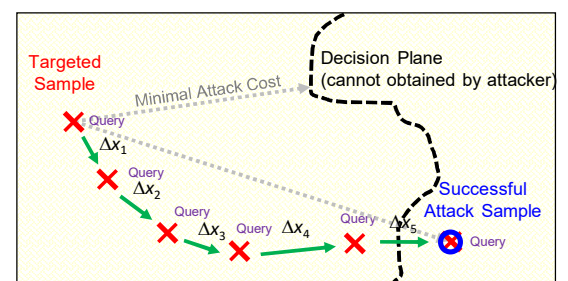 Targeted
Sample
Decision Plane
(cannot obtained by attacker)
Minimal Attack Cost
Query
Δx1
Query
Δx2
Successful
Attack Sample
Query
Δx3
Query
Δx4
Query
Δx5
Query